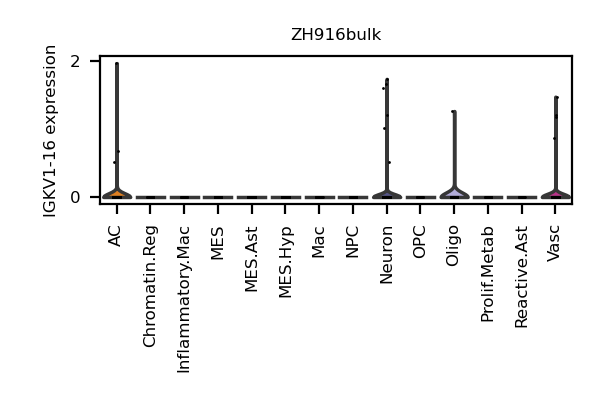 ZH916bulk
IGKV1-16 expression
2
0
AC
Chromatin.Reg
Inflammatory.Mac
MES
MES.Ast
MES.Hyp
Mac
NPC
Neuron
OPC
Oligo
Prolif.Metab
Reactive.Ast
Vasc